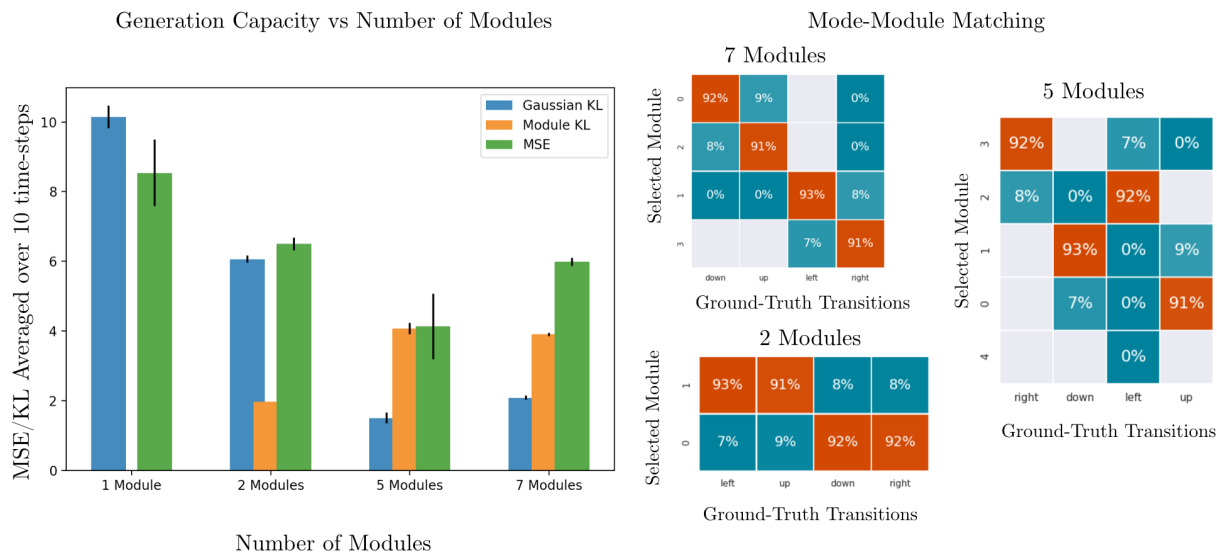 Generation Capacity vs Number of Modules
MSE/KL Averaged over 10 time-steps
10
8
6
4
2
0
Gaussian KL
Module KL
MSE
1 Module
2 Modules
5 Modules
7 Modules
Number of Modules
Mode-Module Matching
7 Modules
Selected Module
0
92%
9%
0%
2
8%
91%
0%
1
0%
0%
93%
8%
3
7%
91%
down
up
left
right
Ground-Truth Transitions
2 Modules
Selected Module
1
93%
91%
8%
8%
0
7%
9%
92%
92%
left
up
down
right
Ground-Truth Transitions
5 Modules
Selected Module
3
92%
7%
0%
2
8%
0%
92%
1
93%
0%
9%
0
7%
0%
91%
4
0%
right
down
left
up
Ground-Truth Transitions